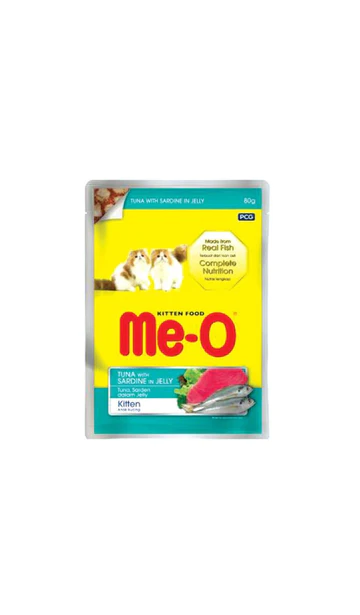 TUNA WITH SARDINE IN JELLY
80g
PCG
Made from
Real Fish
Complete
Nutrition
KITTEN FOOD
Me-O
TUNA WITH
SARDINE IN JELLY
Tuna Sarden
dalam Jelly
Kitten